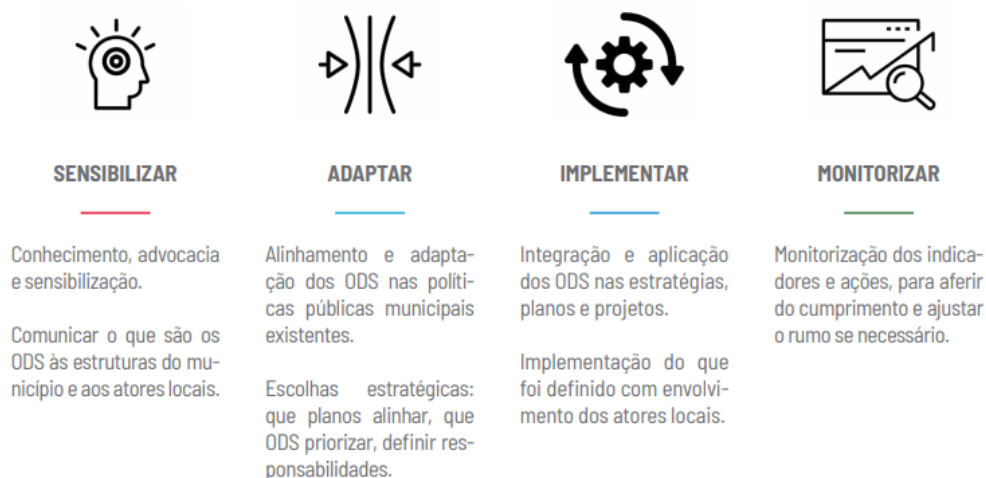 SENSIBILIZAR
Conhecimento, advocacia
e sensibilização.
Comunicar o que são os
ODS às estruturas do mu-
nicípio e aos atores locais.
ADAPTAR
Alinhamento e adapta-
ção dos ODS nas políti-
cas públicas municipais
existentes.
Escolhas estratégicas:
que planos alinhar, que
ODS priorizar, definir res-
ponsabilidades.
IMPLEMENTAR
Integração e aplicação
dos ODS nas estratégias,
planos e projetos.
Implementação do que
foi definido com envolvi-
mento dos atores locais.
MONITORIZAR
Monitorização dos indica-
dores e ações, para aferir
do cumprimento e ajustar
o rumo se necessário.